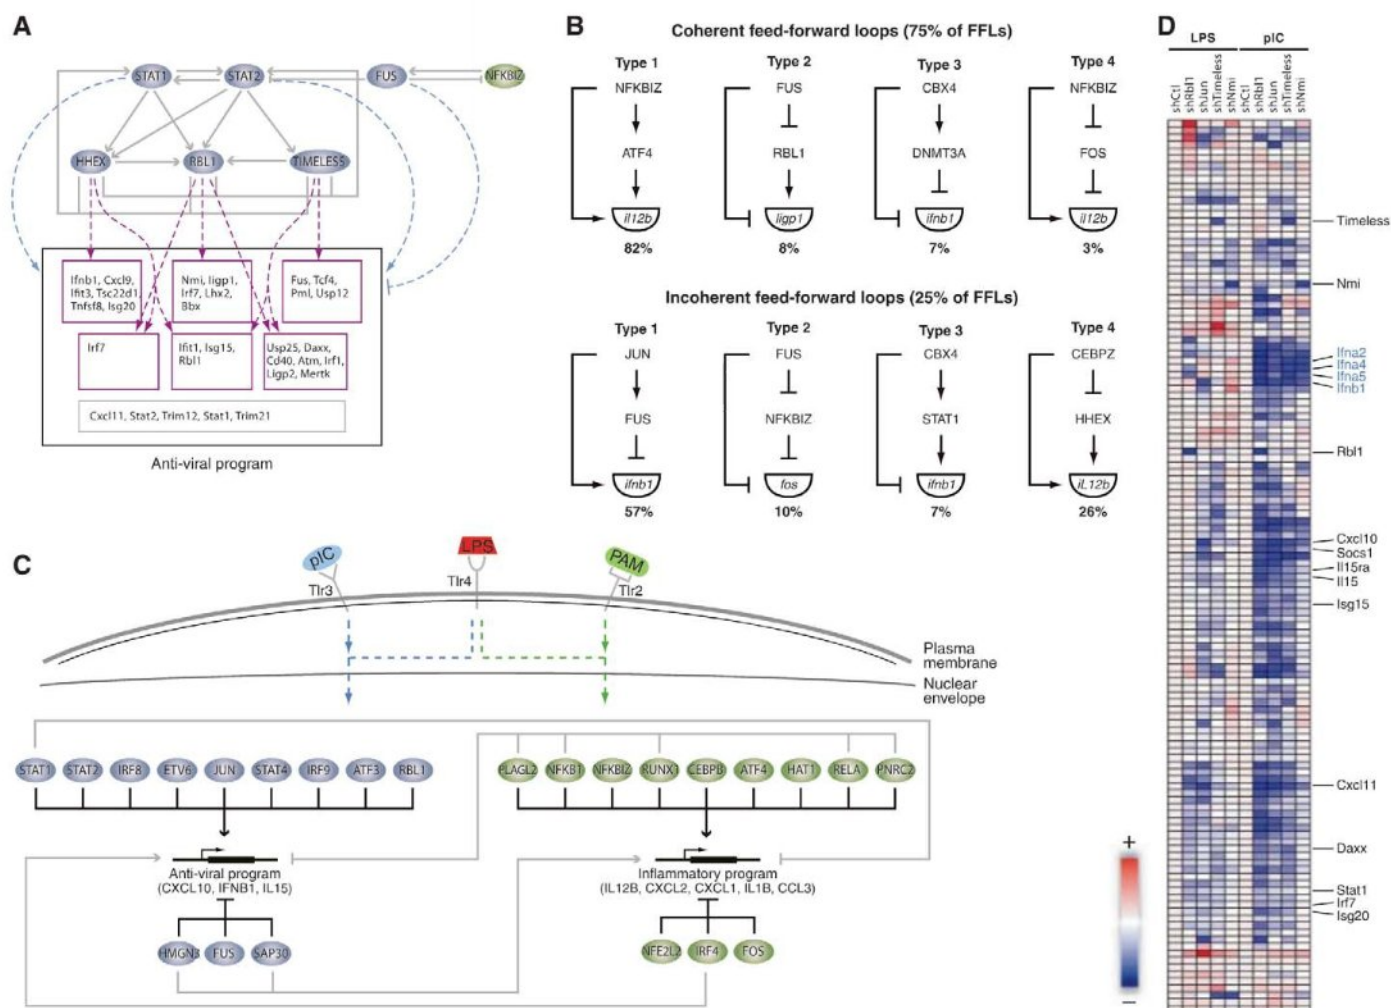 A
STAT1
STAT2
FUS
NFKBIZ
HHEX
RBL1
TIMELESS
Ifnb1, Cxcl9,
Ifit3, Tsc22d1,
Tnfsf8, Isg20
Nmi, Iigp1,
Irf7, Lhx2,
Bbx
Fus, Tcf4,
Pml, Usp12
Irf7
Ifit1, Isg15,
Rbl1
Usp25, Daxx,
Cd40, Atm, Irf1,
Ligp2, Mertk
Cxcl11, Stat2, Trim12, Stat1, Trim21
Anti-viral program
B
Coherent feed-forward loops (75% of FFLs)
Type 1
Type 2
Type 3
Type 4
NFKBIZ
FUS
CBX4
NFKBIZ
ATF4
RBL1
DNMT3A
FOS
il12b
Iigp1
ifnb1
il12b
82%
8%
7%
3%
Incoherent feed-forward loops (25% of FFLs)
Type 1
Type 2
Type 3
Type 4
JUN
FUS
CBX4
CEBPZ
FUS
NFKBIZ
STAT1
HHEX
ifnb1
fos
ifnb1
iL12b
57%
10%
7%
26%
C
pIC
LPS
PAM
Tlr3
Tlr4
Tlr2
Plasma
membrane
Nuclear
envelope
STAT1
STAT2
IRF8
ETV6
JUN
STAT4
IRF9
ATF3
RBL1
PLAGL2
NFKB1
NFKBIZ
RUNX1
CEBPB
ATF4
HAT1
RELA
PNRC2
Anti-viral program
(CXCL10, IFNB1, IL15)
Inflammatory program
(IL12B, CXCL2, CXCL1, IL1B, CCL3)
HMGN3
FUS
SAP30
NFE2L2
IRF4
FOS
D
LPS
pIC
shCtl
shRbl1
shJun
shTimeless
shNmi
shCtl
shRbl1
shJun
shTimeless
shNmi
Timeless
Nmi
Ifna2
Ifna4
Ifna5
Ifnb1
Rbl1
Cxcl10
Socs1
Il15ra
Il15
Isg15
Cxcl11
Daxx
Stat1
Irf7
Isg20
+
−